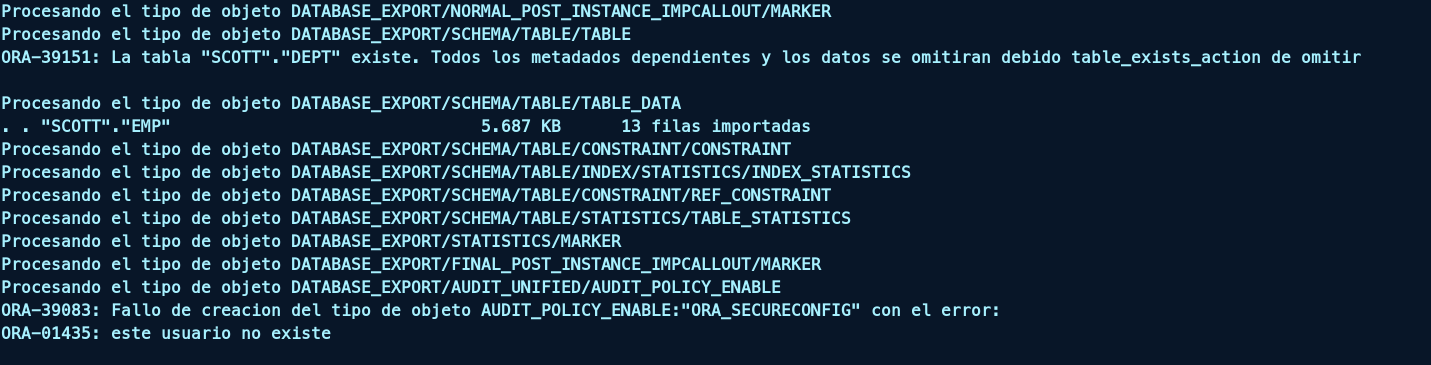 Procesando el tipo de objeto DATABASE_EXPORT/NORMAL_POST_INSTANCE_IMPCALLOUT/MARKER
Procesando el tipo de objeto DATABASE_EXPORT/SCHEMA/TABLE/TABLE
ORA-39151: La tabla "SCOTT"."DEPT" existe. Todos los metadados dependientes y los datos se omitiran debido table_exists_action de omitir
Procesando el tipo de objeto DATABASE_EXPORT/SCHEMA/TABLE/TABLE_DATA
. . "SCOTT"."EMP" 5.687 KB 13 filas importadas
Procesando el tipo de objeto DATABASE_EXPORT/SCHEMA/TABLE/CONSTRAINT/CONSTRAINT
Procesando el tipo de objeto DATABASE_EXPORT/SCHEMA/TABLE/INDEX/STATISTICS/INDEX_STATISTICS
Procesando el tipo de objeto DATABASE_EXPORT/SCHEMA/TABLE/CONSTRAINT/REF_CONSTRAINT
Procesando el tipo de objeto DATABASE_EXPORT/SCHEMA/TABLE/STATISTICS/TABLE_STATISTICS
Procesando el tipo de objeto DATABASE_EXPORT/STATISTICS/MARKER
Procesando el tipo de objeto DATABASE_EXPORT/FINAL_POST_INSTANCE_IMPCALLOUT/MARKER
Procesando el tipo de objeto DATABASE_EXPORT/AUDIT_UNIFIED/AUDIT_POLICY_ENABLE
ORA-39083: Fallo de creacion del tipo de objeto AUDIT_POLICY_ENABLE:"ORA_SECURECONFIG" con el error:
ORA-01435: este usuario no existe